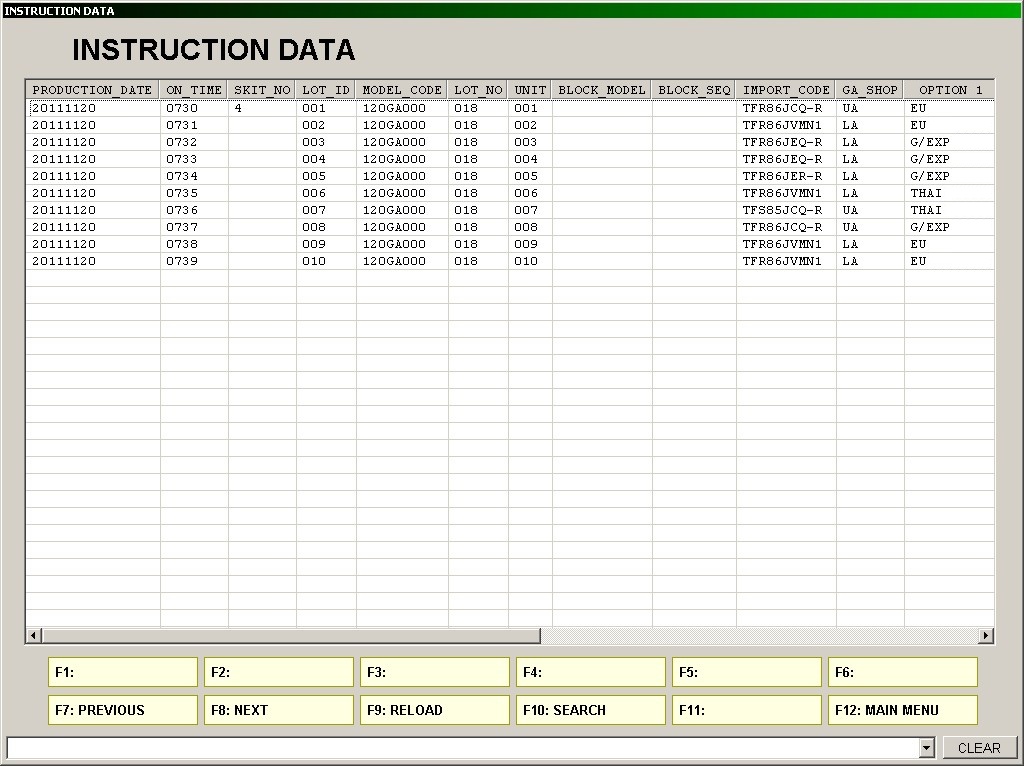 INSTRUCTION DATA
INSTRUCTION DATA
PRODUCTION_DATE ON_TIME SKIT_NO LOT_ID MODEL_CODE LOT_NO UNIT BLOCK_MODEL BLOCK_SEQ IMPORT_CODE GA_SHOP OPTION 1
20111120 0730 4 001 120GA000 018 001 TFR86JCQ-R UA EU
20111120 0731 002 120GA000 018 002 TFR86JVMN1 LA EU
20111120 0732 003 120GA000 018 003 TFR86JEQ-R LA G/EXP
20111120 0733 004 120GA000 018 004 TFR86JEQ-R LA G/EXP
20111120 0734 005 120GA000 018 005 TFR86JER-R LA G/EXP
20111120 0735 006 120GA000 018 006 TFR86JVMN1 LA THAI
20111120 0736 007 120GA000 018 007 TFS85JCQ-R UA THAI
20111120 0737 008 120GA000 018 008 TFR86JCQ-R UA G/EXP
20111120 0738 009 120GA000 018 009 TFR86JVMN1 LA EU
20111120 0739 010 120GA000 018 010 TFR86JVMN1 LA EU
F1: F2: F3: F4: F5: F6:
F7: PREVIOUS F8: NEXT F9: RELOAD F10: SEARCH F11: F12: MAIN MENU
CLEAR